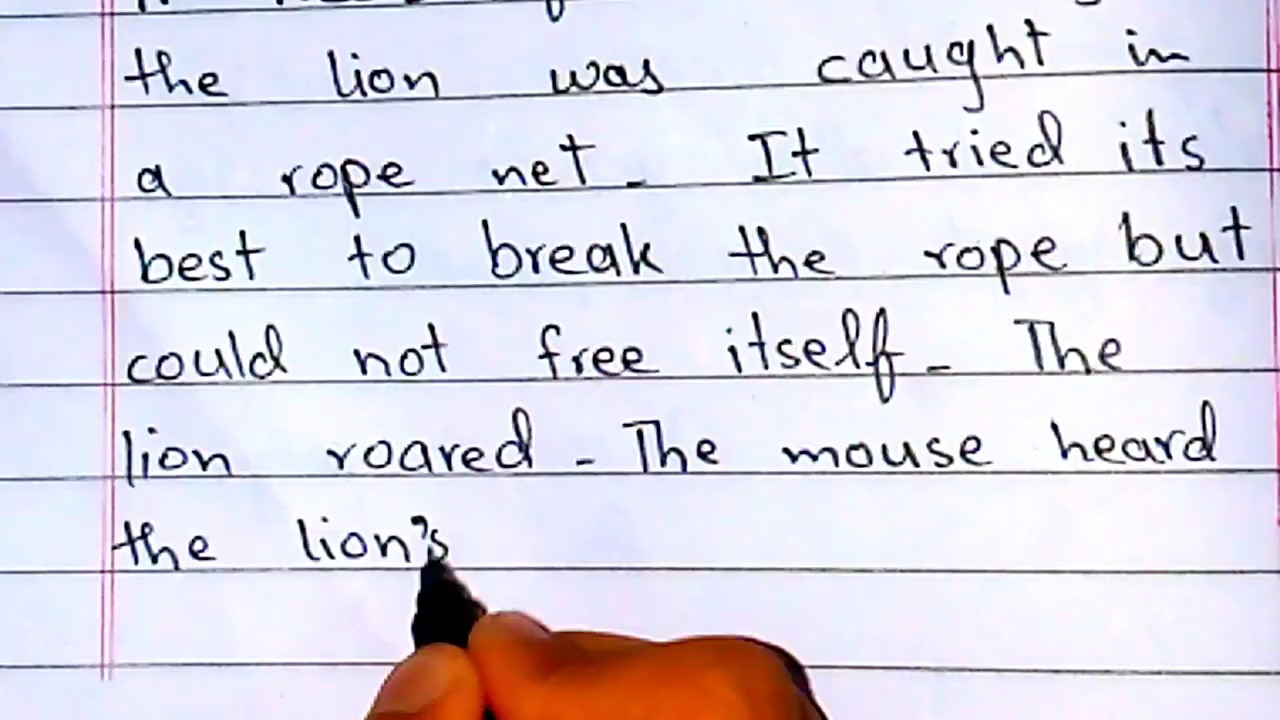 the lion was caught in
a rope net. It tried its
best to break the rope but
could not free itself. The
lion roared. The mouse heard
the lion's